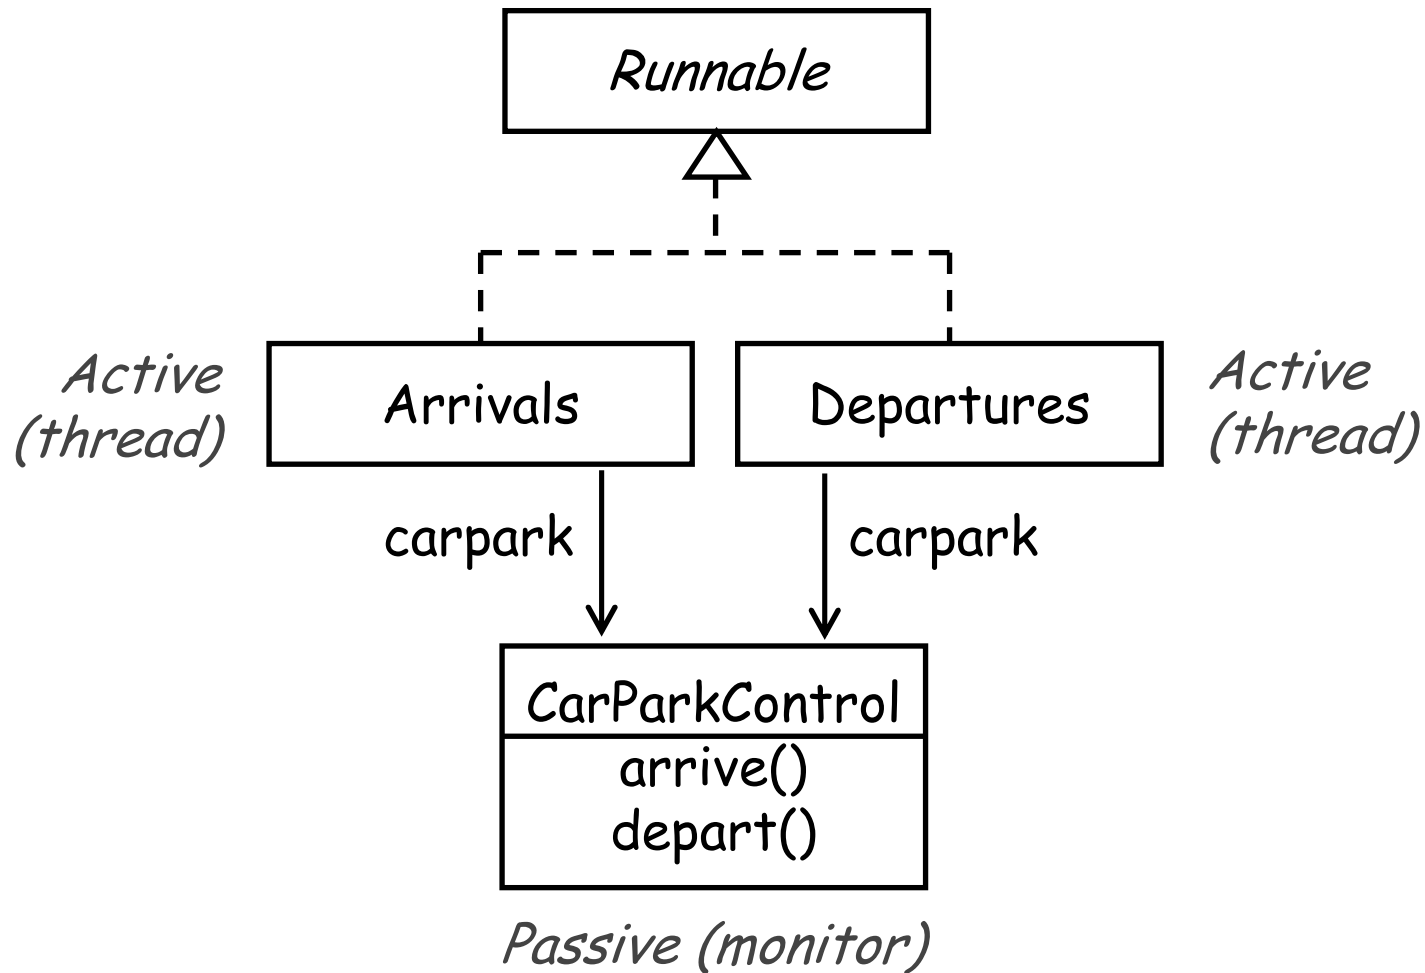 Runnable
Active
(thread)
Arrivals
Departures
Active
(thread)
carpark
carpark
CarParkControl
arrive()
depart()
Passive (monitor)